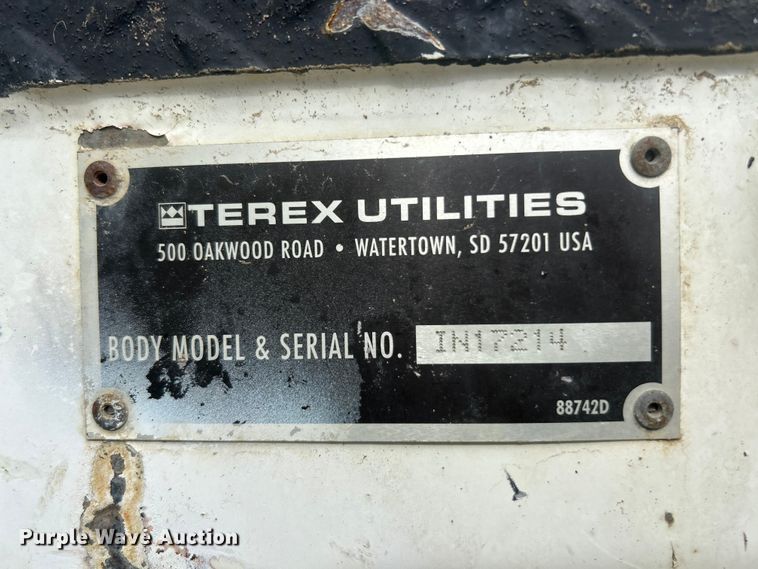 TEREX UTILITIES
500 OAKWOOD ROAD • WATERTOWN, SD 57201 USA
BODY MODEL & SERIAL NO. IN17214
88742D
Purple Wave Auction